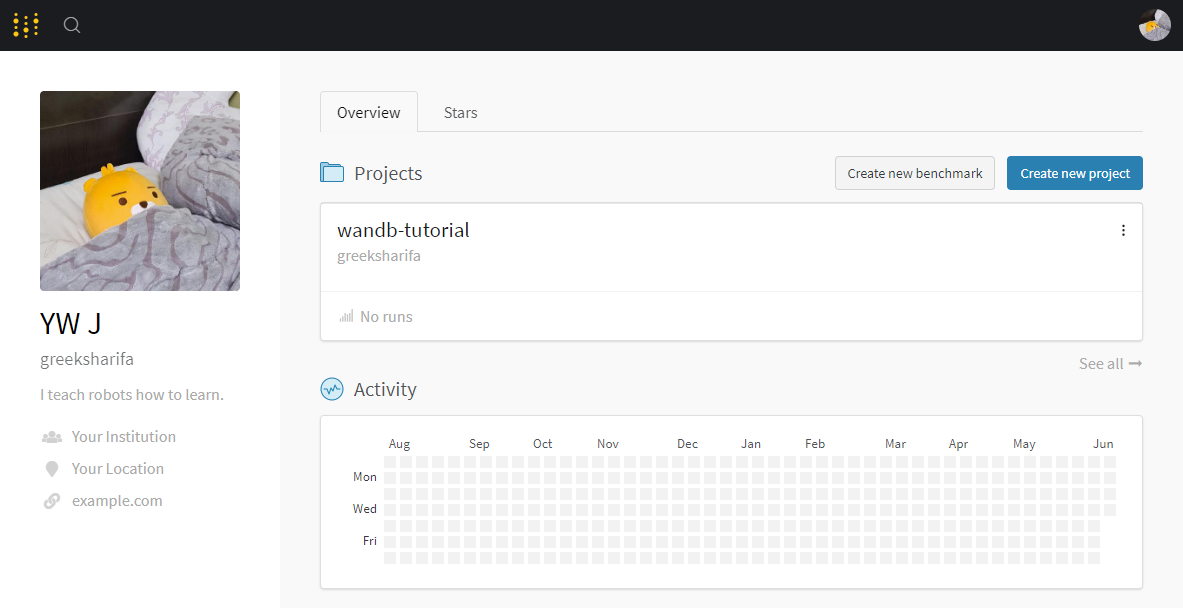 Overview
Stars
Projects
Create new benchmark
Create new project
wandb-tutorial
greeksharifa
No runs
See all
YW J
greeksharifa
I teach robots how to learn.
Your Institution
Your Location
example.com
Activity
Aug Sep Oct Nov Dec Jan Feb Mar Apr May Jun
Mon
Wed
Fri